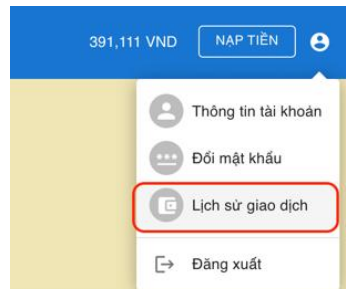 391,111 VND NẠP TIỀN
Thông tin tài khoản
Đổi mật khẩu
Lịch sử giao dịch
Đăng xuất